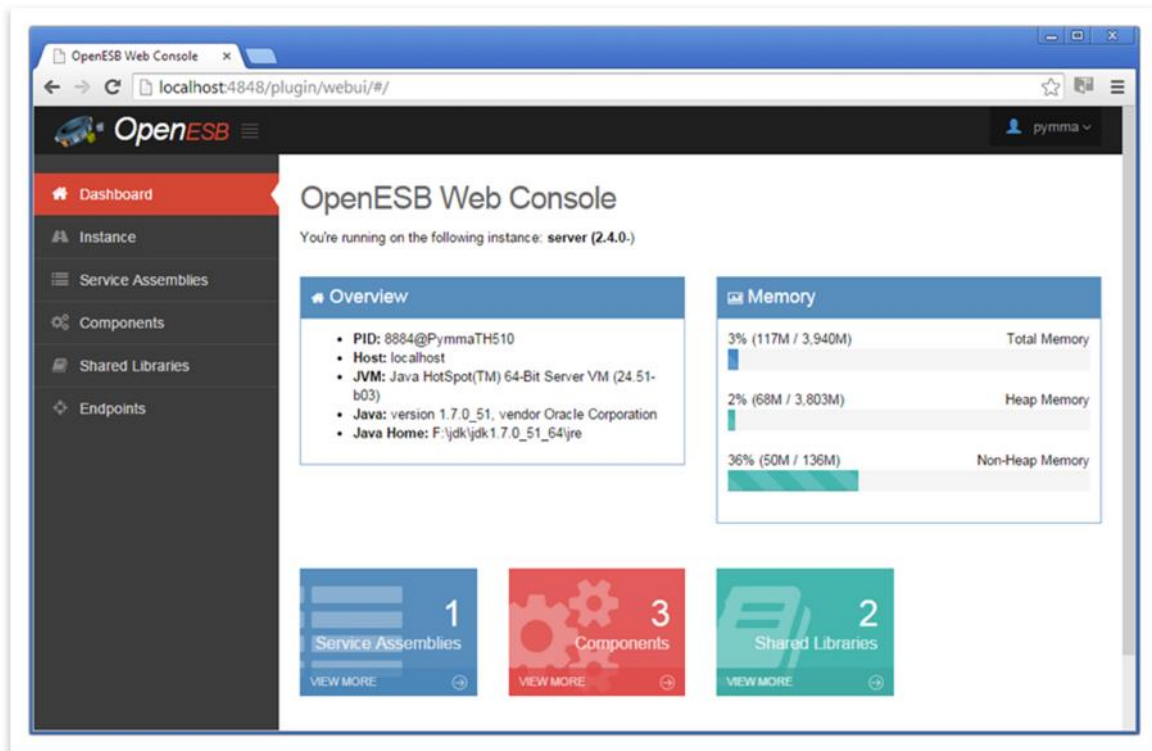 OpenESB Web Console
localhost:4848/plugin/webui/#/
OpenESB
pymma
Dashboard
Instance
Service Assemblies
Components
Shared Libraries
Endpoints
OpenESB Web Console
You're running on the following instance: server (2.4.0-)
Overview
• PID: 8884@PymmaTH510
• Host: localhost
• JVM: Java HotSpot(TM) 64-Bit Server VM (24.51-
b03)
• Java: version 1.7.0_51, vendor Oracle Corporation
• Java Home: F:\jdk\jdk1.7.0_51_64\jre
Memory
3% (117M / 3,940M) Total Memory
2% (68M / 3,803M) Heap Memory
36% (50M / 136M) Non-Heap Memory
1
Service Assemblies
VIEW MORE
3
Components
VIEW MORE
2
Shared Libraries
VIEW MORE